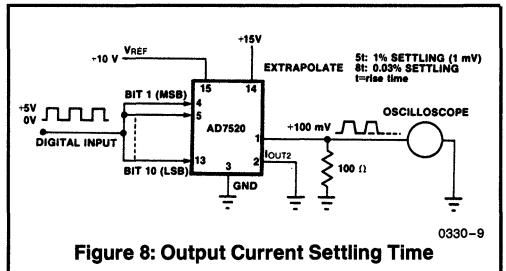 +15V
+10 V VREF
EXTRAPOLATE
5t: 1% SETTLING (1 mV)
8t: 0.03% SETTLING
t=rise time
15
14
BIT 1 (MSB)
4
5
+5V
0V
DIGITAL INPUT
AD7520
OSCILLOSCOPE
1
+100 mV
IOUT2
2
100 Ω
13
BIT 10 (LSB)
3
GND
0330-9
Figure 8: Output Current Settling Time